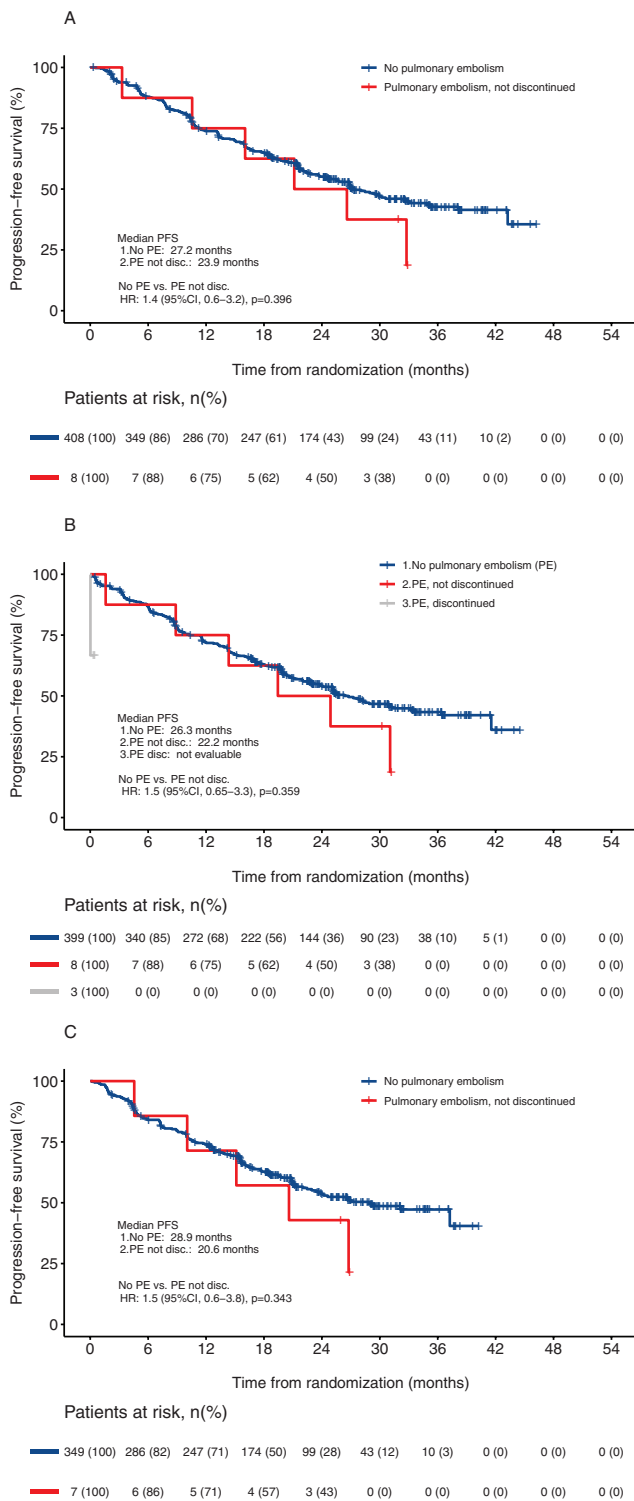 A
No pulmonary embolism
Pulmonary embolism, not discontinued
Progression−free survival (%)
100
75
50
25
0
Median PFS
1.No PE: 27.2 months
2.PE not disc.: 23.9 months
No PE vs. PE not disc.
HR: 1.4 (95%CI, 0.6−3.2), p=0.396
0 6 12 18 24 30 36 42 48 54
Time from randomization (months)
Patients at risk, n(%)
408 (100) 349 (86) 286 (70) 247 (61) 174 (43) 99 (24) 43 (11) 10 (2) 0 (0) 0 (0)
8 (100) 7 (88) 6 (75) 5 (62) 4 (50) 3 (38) 0 (0) 0 (0) 0 (0) 0 (0)
B
1.No pulmonary embolism (PE)
2.PE, not discontinued
3.PE, discontinued
Progression−free survival (%)
100
75
50
25
0
Median PFS
1.No PE: 26.3 months
2.PE not disc.: 22.2 months
3.PE disc: not evaluable
No PE vs. PE not disc.
HR: 1.5 (95%CI, 0.65−3.3), p=0.359
0 6 12 18 24 30 36 42 48 54
Time from randomization (months)
Patients at risk, n(%)
399 (100) 340 (85) 272 (68) 222 (56) 144 (36) 90 (23) 38 (10) 5 (1) 0 (0) 0 (0)
8 (100) 7 (88) 6 (75) 5 (62) 4 (50) 3 (38) 0 (0) 0 (0) 0 (0) 0 (0)
3 (100) 0 (0) 0 (0) 0 (0) 0 (0) 0 (0) 0 (0) 0 (0) 0 (0) 0 (0)
C
No pulmonary embolism
Pulmonary embolism, not discontinued
Progression−free survival (%)
100
75
50
25
0
Median PFS
1.No PE: 28.9 months
2.PE not disc.: 20.6 months
No PE vs. PE not disc.
HR: 1.5 (95%CI, 0.6−3.8), p=0.343
0 6 12 18 24 30 36 42 48 54
Time from randomization (months)
Patients at risk, n(%)
349 (100) 286 (82) 247 (71) 174 (50) 99 (28) 43 (12) 10 (3) 0 (0) 0 (0) 0 (0)
7 (100) 6 (86) 5 (71) 4 (57) 3 (43) 0 (0) 0 (0) 0 (0) 0 (0) 0 (0)